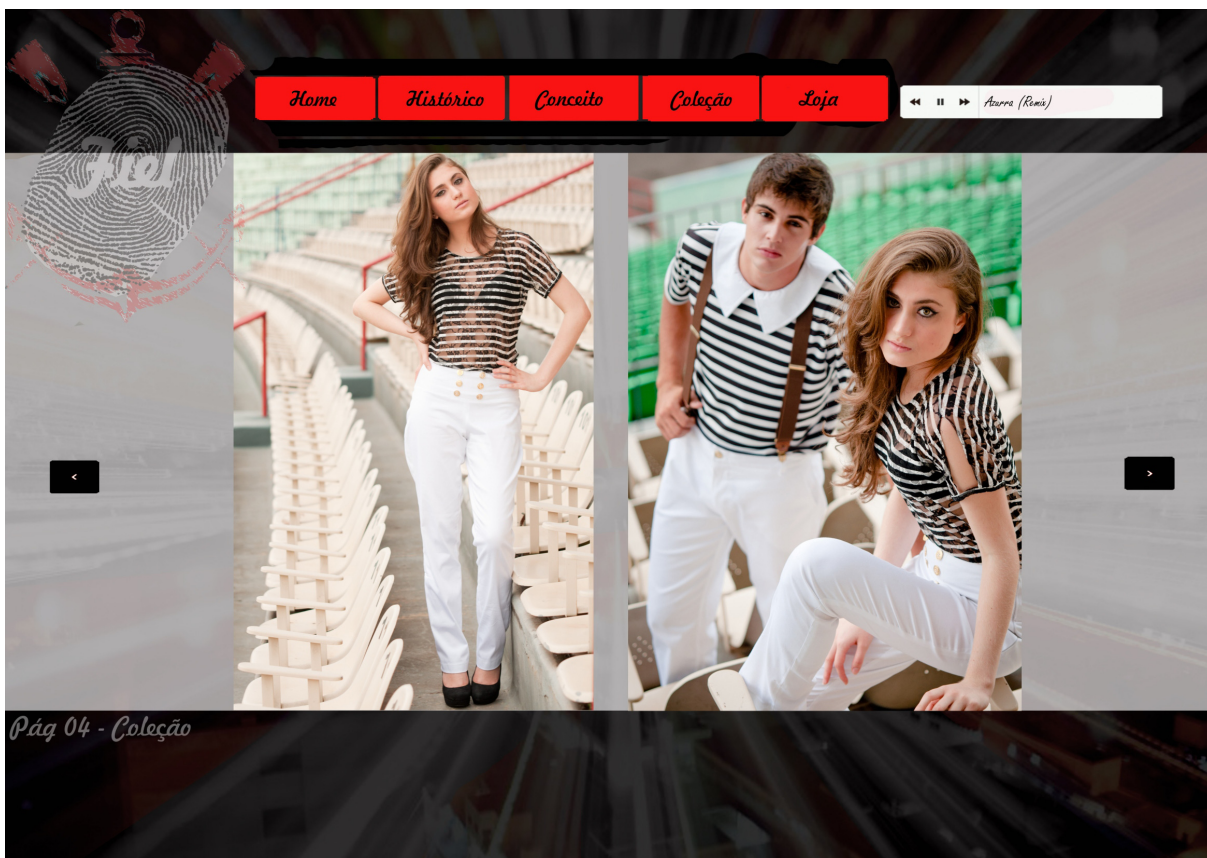 Home
Histórico
Conceito
Coleção
Loja
Azurra (Remix)
Fiel
<
>
Pág 04 - Coleção